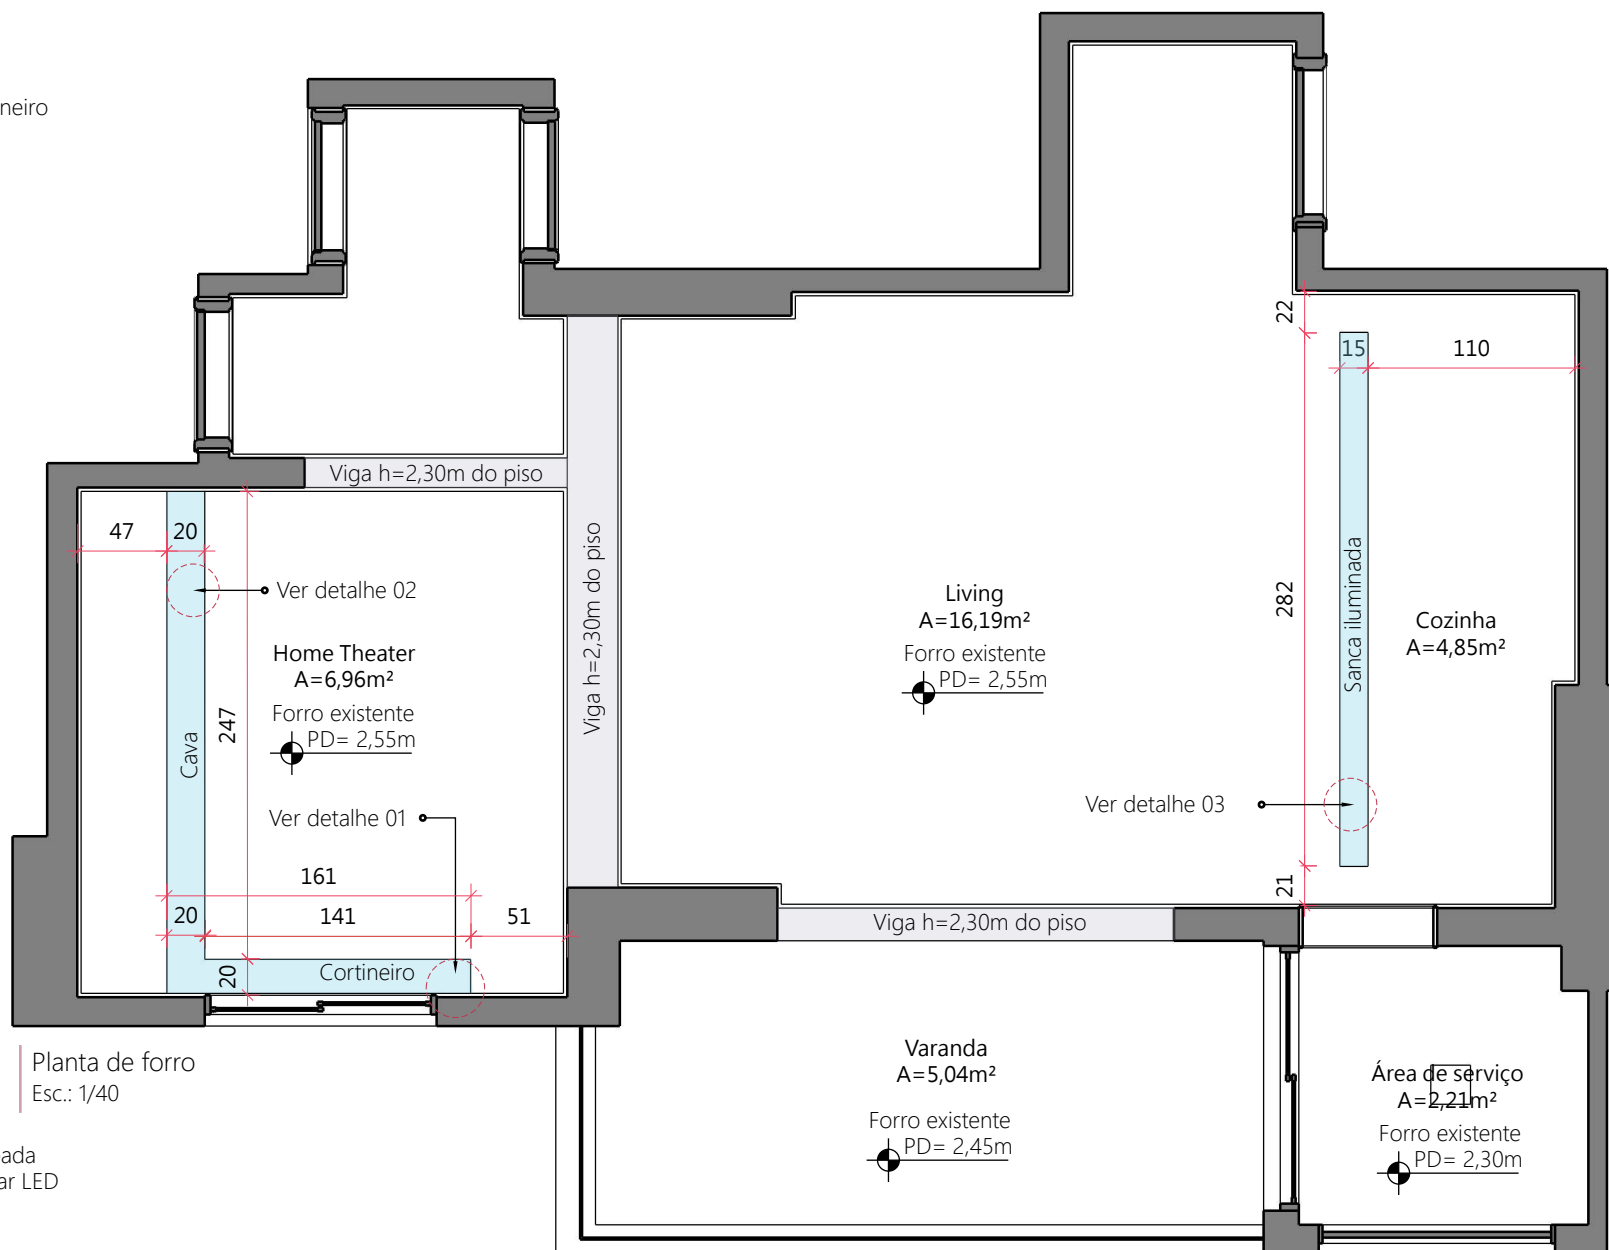 neiro
22
15
110
Viga h=2,30m do piso
47
20
Ver detalhe 02
Home Theater
A=6,96m²
Forro existente
PD= 2,55m
247
Cava
Ver detalhe 01
161
20
141
51
20
Cortineiro
Viga h=2,30m do piso
Living
A=16,19m²
Forro existente
PD= 2,55m
282
Sanca iluminada
Cozinha
A=4,85m²
Ver detalhe 03
21
Viga h=2,30m do piso
Planta de forro
Esc.: 1/40
Varanda
A=5,04m²
Forro existente
PD= 2,45m
Área de serviço
A=2,21m²
Forro existente
PD= 2,30m
ada
ar LED